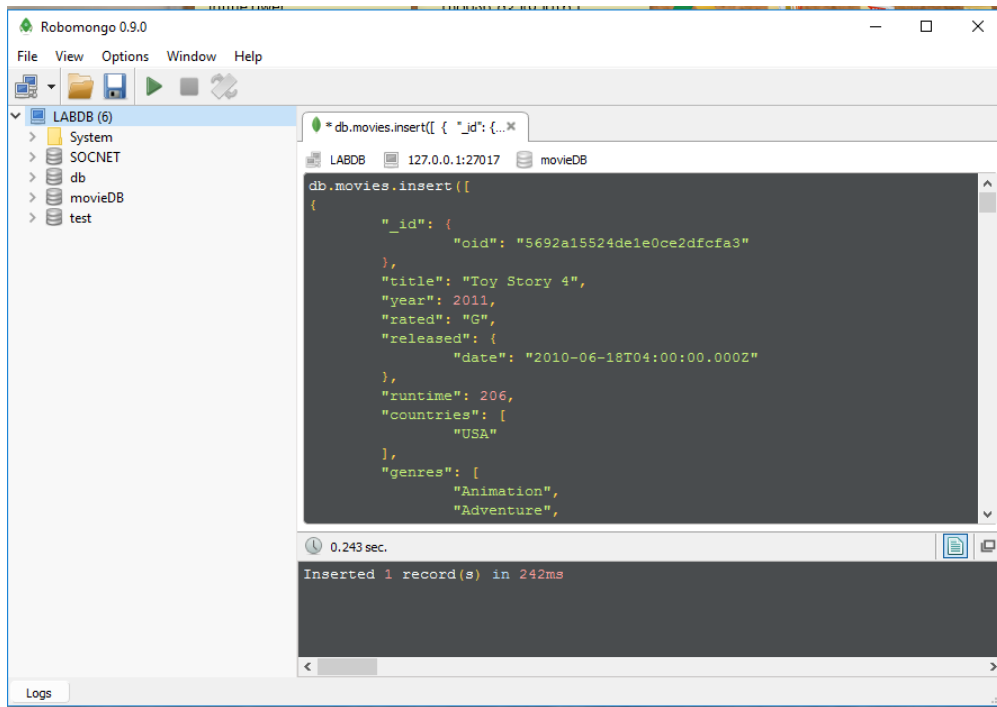 Robomongo 0.9.0
File View Options Window Help
LABDB (6)
System
SOCNET
db
movieDB
test
* db.movies.insert([ { "_id": {...
LABDB 127.0.0.1:27017 movieDB
db.movies.insert([
{
"_id": {
"oid": "5692a15524de1e0ce2dfcfa3"
},
"title": "Toy Story 4",
"year": 2011,
"rated": "G",
"released": {
"date": "2010-06-18T04:00:00.000Z"
},
"runtime": 206,
"countries": [
"USA"
],
"genres": [
"Animation",
"Adventure",
0.243 sec.
Inserted 1 record(s) in 242ms
Logs